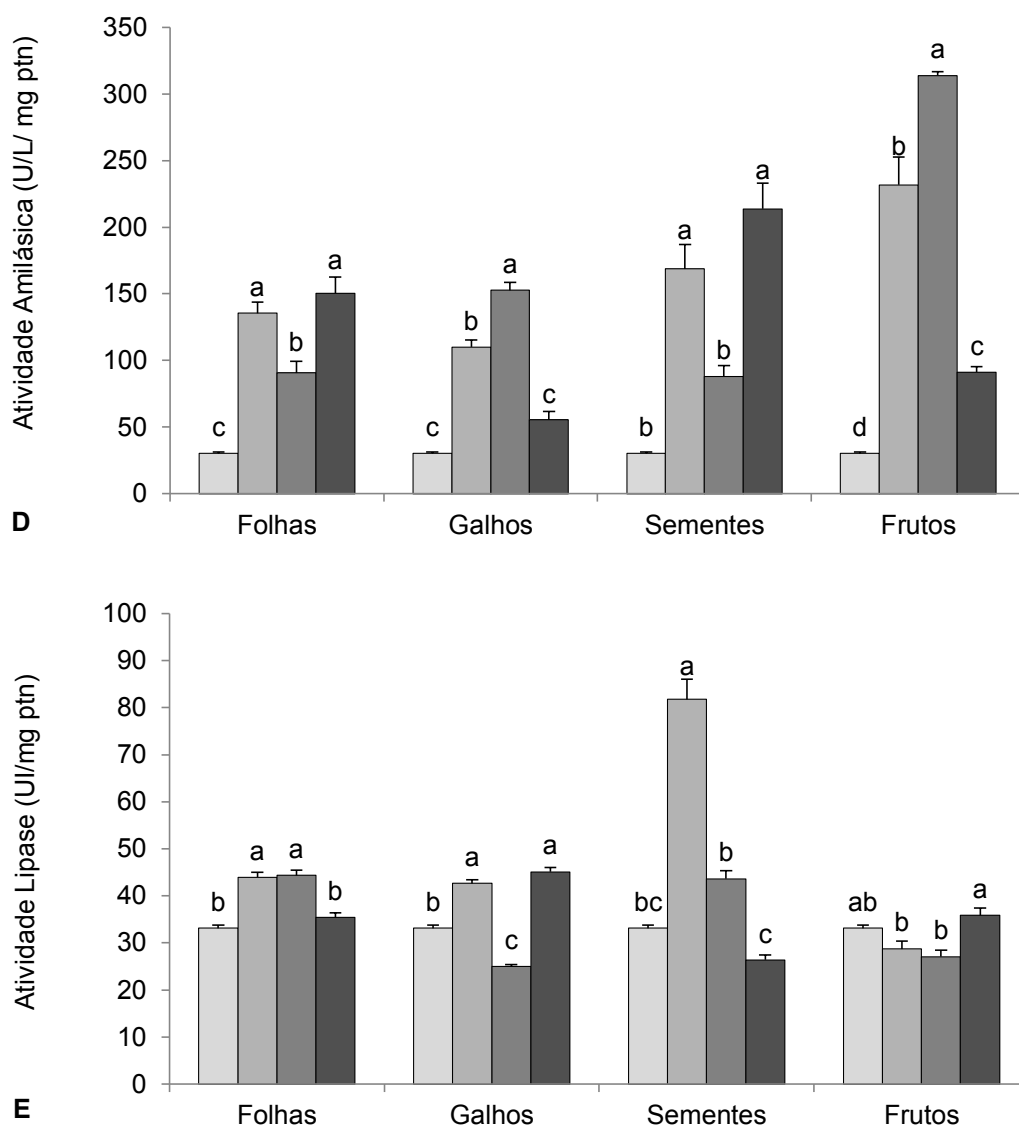 Atividade Amilásica (U/L/ mg ptn)
350
300
250
200
150
100
50
0
c a b a
c b a c
b a b a
d b a c
Folhas Galhos Sementes Frutos
D
Atividade Lipase (UI/mg ptn)
100
90
80
70
60
50
40
30
20
10
0
b a a b
b a c a
bc a b c
ab b b a
Folhas Galhos Sementes Frutos
E